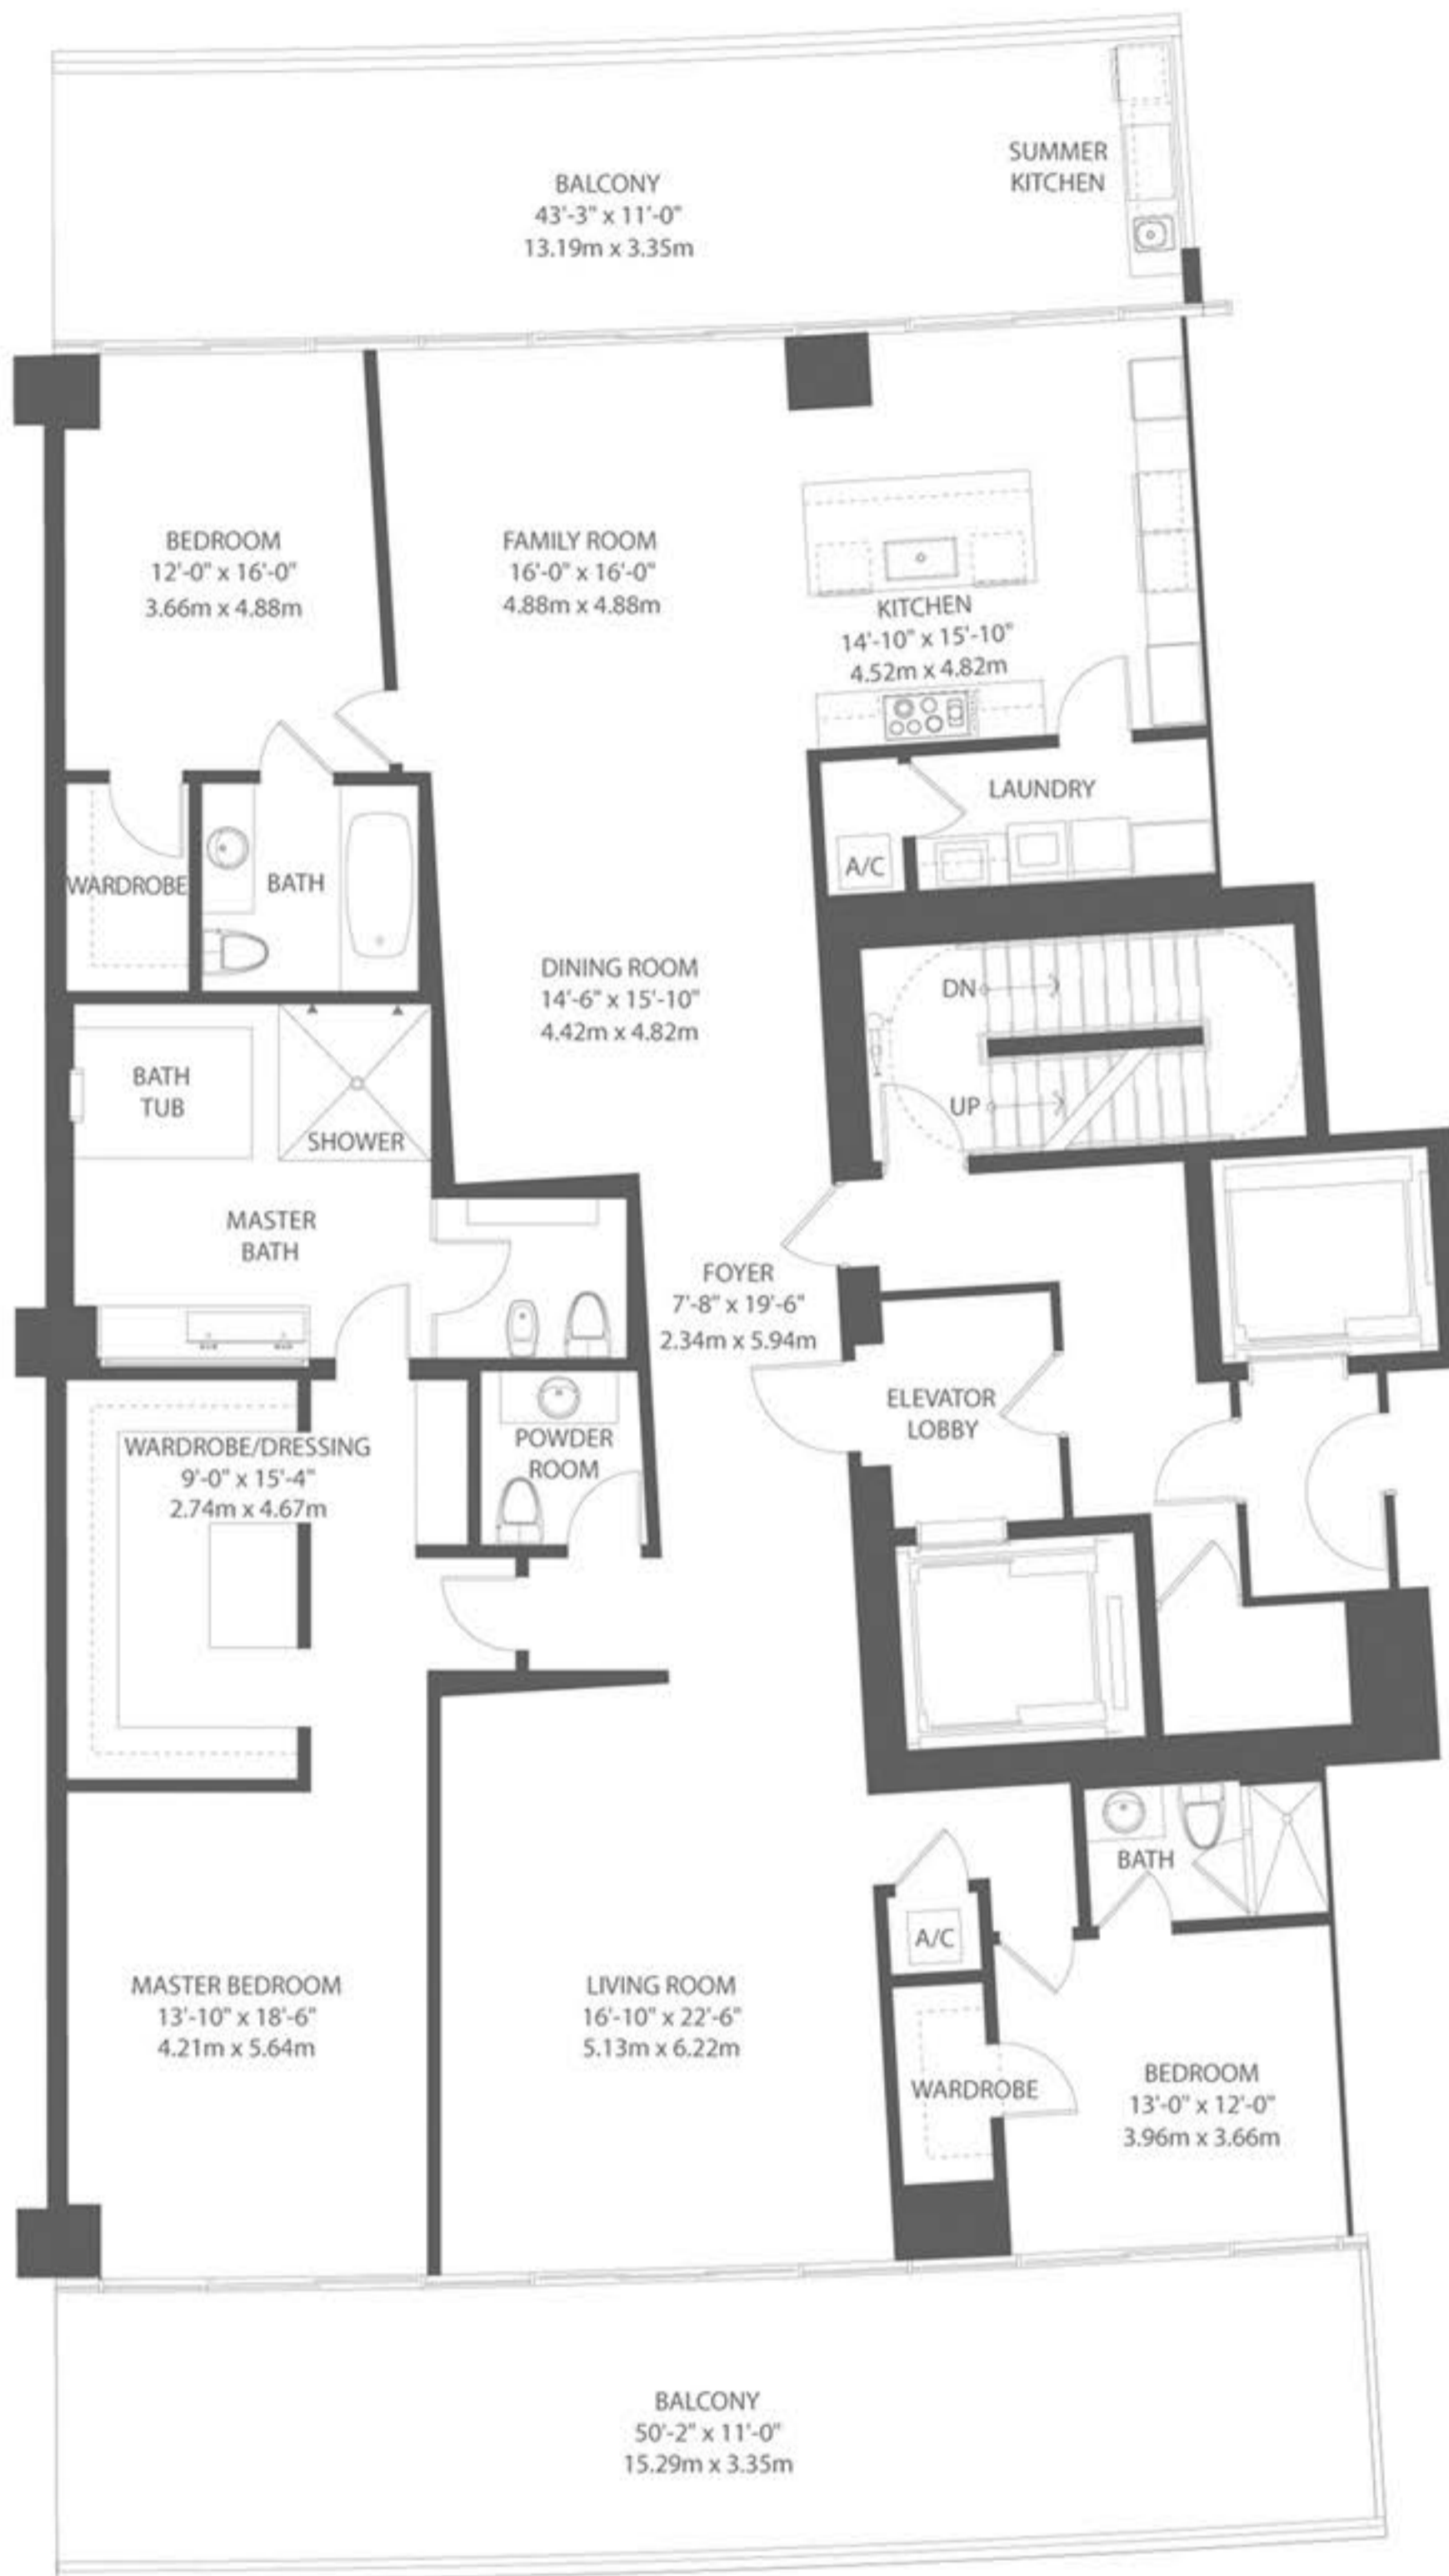 SUMMER
KITCHEN
BALCONY
43'-3" x 11'-0"
13.19m x 3.35m
BEDROOM
12'-0" x 16'-0"
3.66m x 4.88m
FAMILY ROOM
16'-0" x 16'-0"
4.88m x 4.88m
KITCHEN
14'-10" x 15'-10"
4.52m x 4.82m
LAUNDRY
A/C
WARDROBE
BATH
DINING ROOM
14'-6" x 15'-10"
4.42m x 4.82m
DN
UP
BATH
TUB
SHOWER
MASTER
BATH
FOYER
7'-8" x 19'-6"
2.34m x 5.94m
ELEVATOR
LOBBY
POWDER
ROOM
WARDROBE/DRESSING
9'-0" x 15'-4"
2.74m x 4.67m
BATH
A/C
MASTER BEDROOM
13'-10" x 18'-6"
4.21m x 5.64m
LIVING ROOM
16'-10" x 22'-6"
5.13m x 6.22m
WARDROBE
BEDROOM
13'-0" x 12'-0"
3.96m x 3.66m
BALCONY
50'-2" x 11'-0"
15.29m x 3.35m